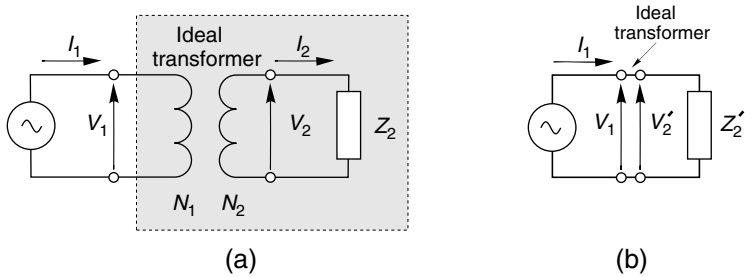 Ideal
transformer
I₁
I₂
V₁
V₂
Z₂
N₁
N₂
(a)
Ideal
transformer
I₁
V₁
V₂′
Z₂′
(b)